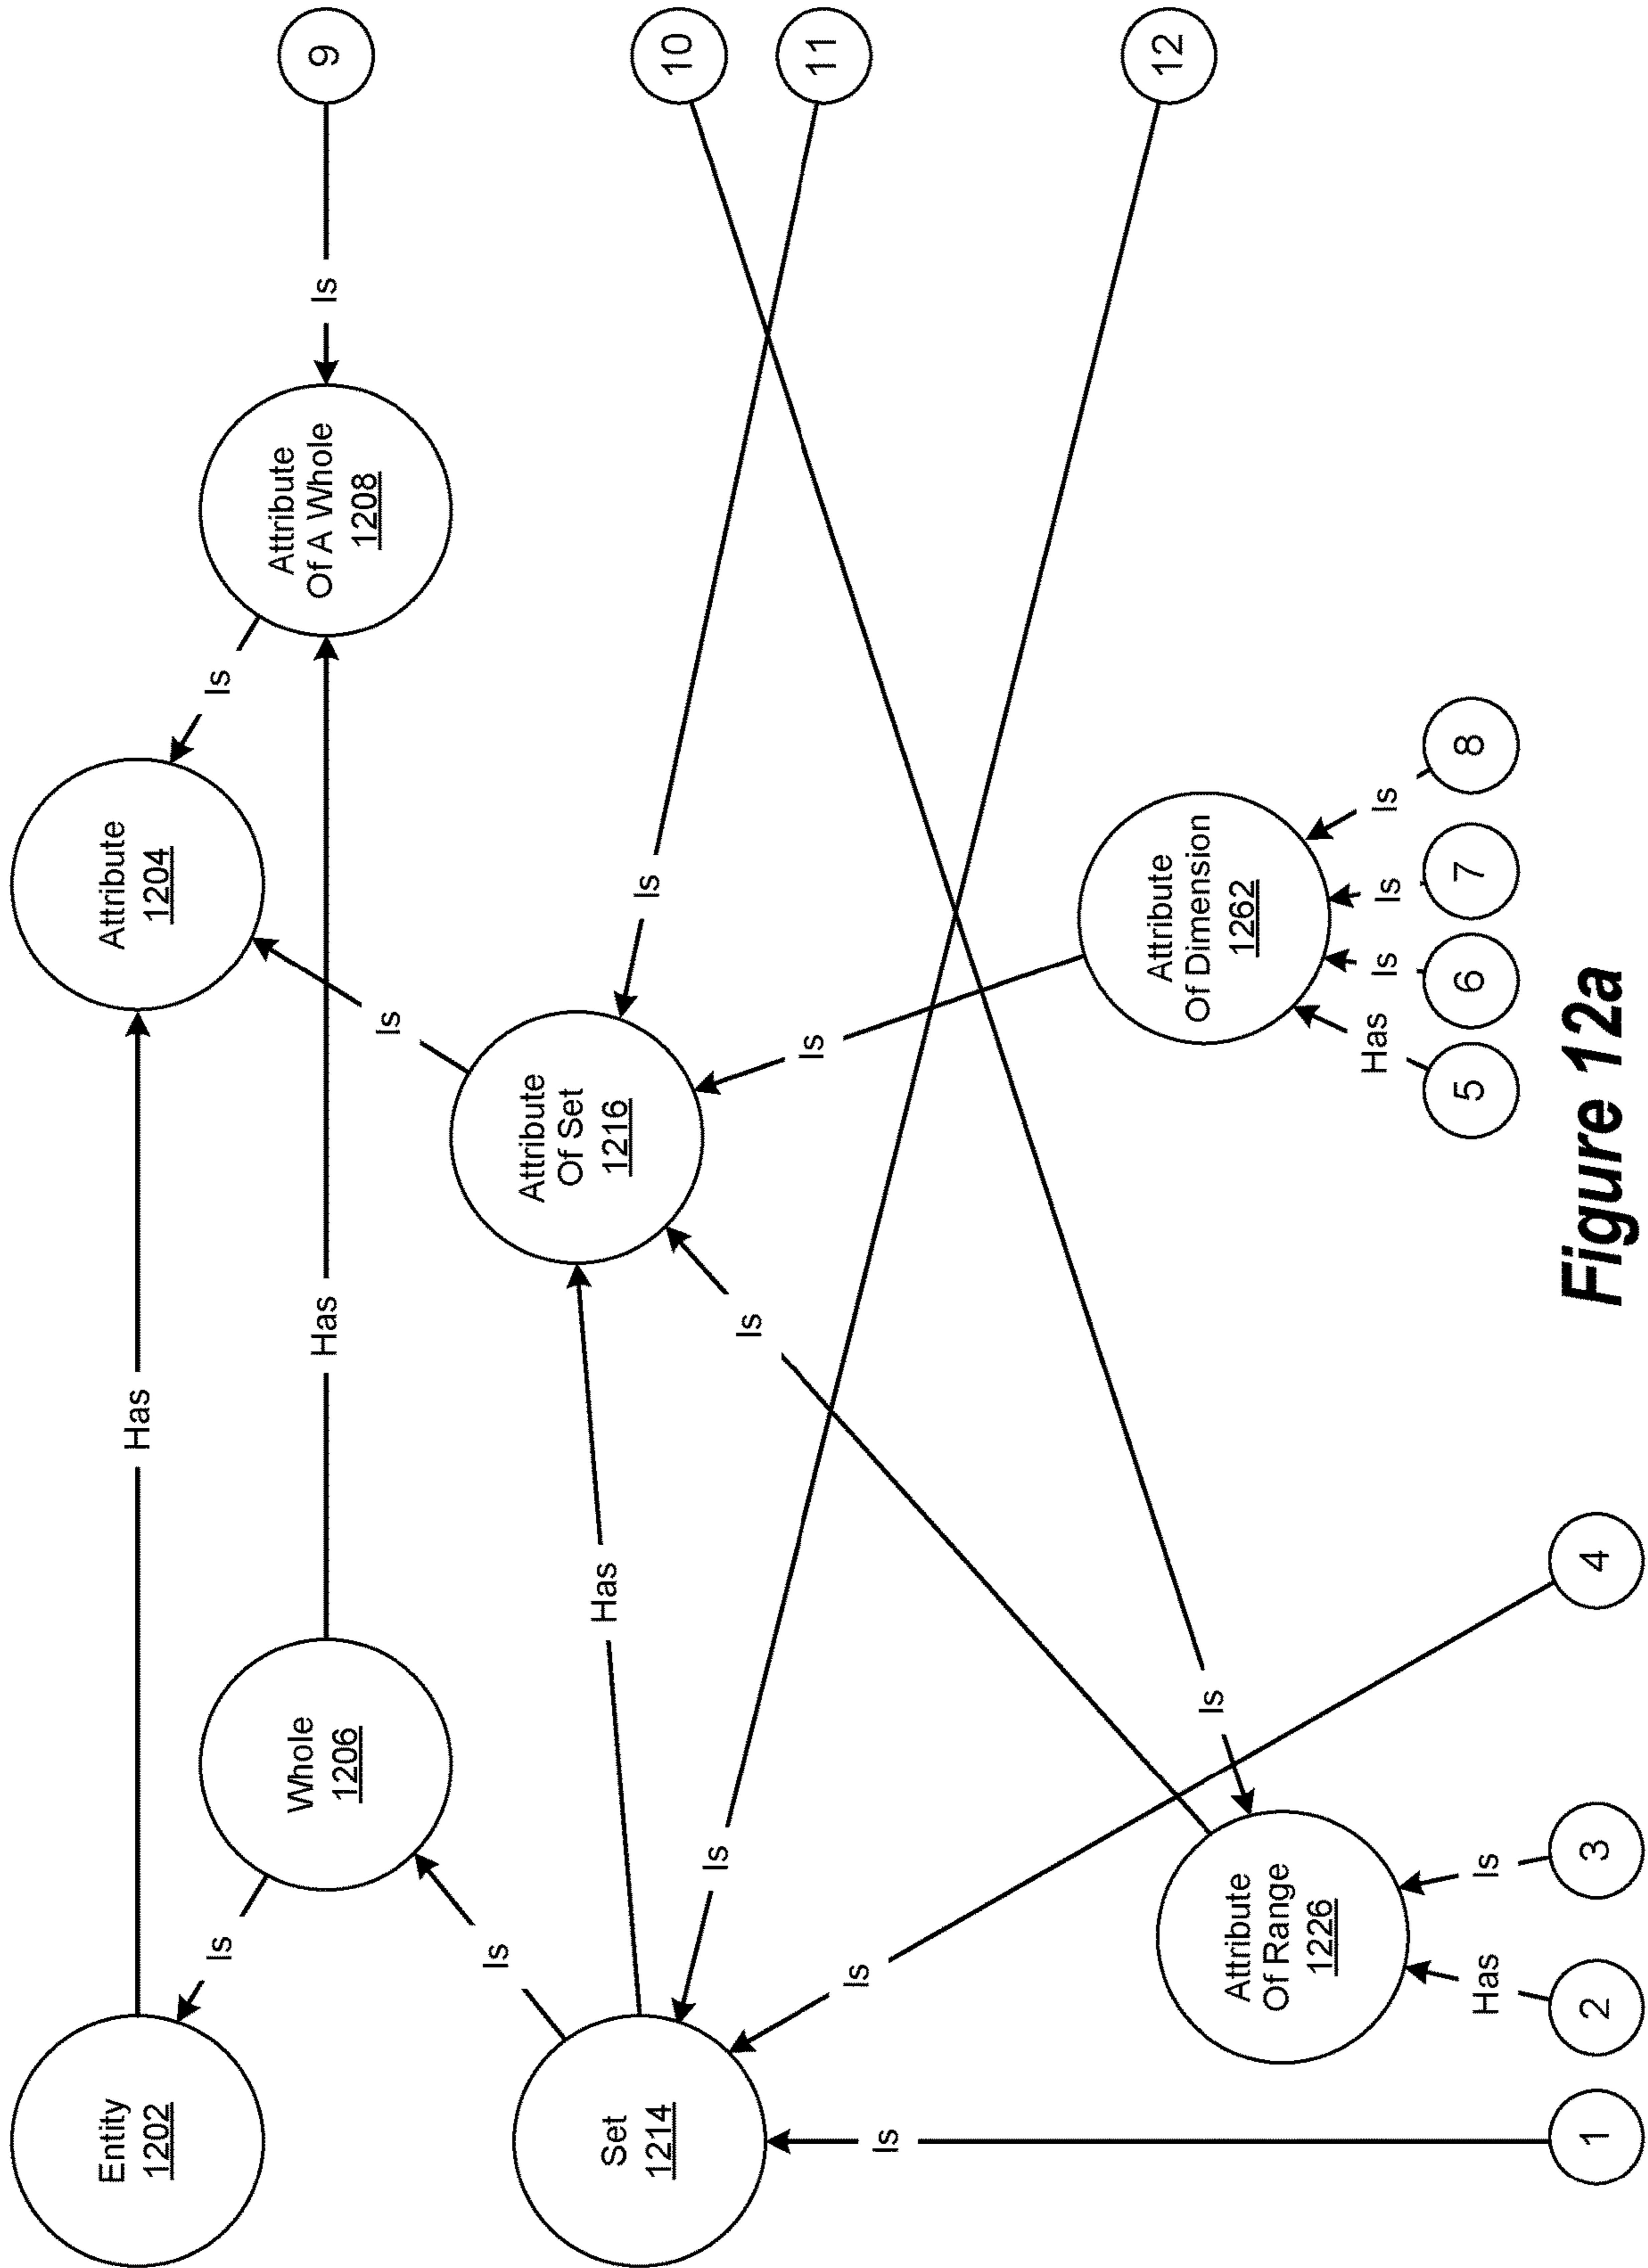 Entity
1202
Has
Attribute
1204
Is
Is
Is
Whole
1206
Has
Attribute
Of A Whole
1208
Is
9
Is
Set
1214
Has
Attribute
Of Set
1216
Is
10
11
Is
Is
Is
Is
Is
12
Attribute
Of Range
1226
Attribute
Of Dimension
1262
Is
Has
Is
Has
Is
Is
Is
1
2
3
4
5
6
7
8
Figure 12a